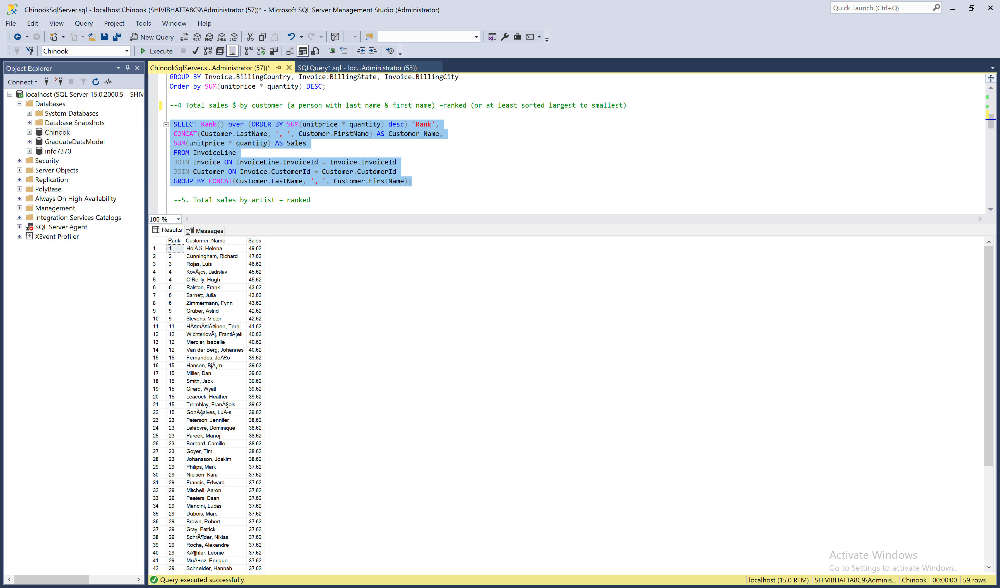 ChinookSqlServer.sql - localhost.Chinook (SHIVIBHATTA8C9\Administrator (57))* - Microsoft SQL Server Management Studio (Administrator)
Quick Launch (Ctrl+Q)
File Edit View Query Project Tools Window Help
New Query MDX DMX XMLA DAX
Chinook Execute
Object Explorer
Connect
localhost (SQL Server 15.0.2000.5 - SHIV
Databases
System Databases
Database Snapshots
Chinook
GraduateDataModel
info7370
Security
Server Objects
Replication
PolyBase
Always On High Availability
Management
Integration Services Catalogs
SQL Server Agent
XEvent Profiler
ChinookSqlServer.s...Administrator (57))* SQLQuery1.sql - loc...Administrator (53))
GROUP BY Invoice.BillingCountry, Invoice.BillingState, Invoice.BillingCity
Order by SUM(unitprice * quantity) DESC;
--4 Total sales $ by customer (a person with last name & first name) –ranked (or at least sorted largest to smallest)
SELECT Rank() over (ORDER BY SUM(unitprice * quantity) desc) 'Rank',
CONCAT(Customer.LastName, ', ', Customer.FirstName) AS Customer_Name,
SUM(unitprice * quantity) AS Sales
FROM InvoiceLine
JOIN Invoice ON InvoiceLine.InvoiceId = Invoice.InvoiceId
JOIN Customer ON Invoice.CustomerId = Customer.CustomerId
GROUP BY CONCAT(Customer.LastName, ', ', Customer.FirstName);
--5. Total sales by artist – ranked
100 %
Results Messages
Rank Customer_Name Sales
1 1 HolÃ½, Helena 49.62
2 2 Cunningham, Richard 47.62
3 3 Rojas, Luis 46.62
4 4 KovÃ¡cs, Ladislav 45.62
5 4 O'Reilly, Hugh 45.62
6 6 Ralston, Frank 43.62
7 6 Barnett, Julia 43.62
8 6 Zimmermann, Fynn 43.62
9 9 Gruber, Astrid 42.62
10 9 Stevens, Victor 42.62
11 11 HÃ¤mÃ¤lÃ¤inen, Terhi 41.62
12 12 WichterlovÃ¡, FrantiÅ¡ek 40.62
13 12 Mercier, Isabelle 40.62
14 12 Van der Berg, Johannes 40.62
15 15 Fernandes, JoÃ£o 39.62
16 15 Hansen, BjÃ¸rn 39.62
17 15 Miller, Dan 39.62
18 15 Smith, Jack 39.62
19 15 Girard, Wyatt 39.62
20 15 Leacock, Heather 39.62
21 15 Tremblay, FranÃ§ois 39.62
22 15 GonÃ§alves, LuÃ-s 39.62
23 23 Peterson, Jennifer 38.62
24 23 Lefebvre, Dominique 38.62
25 23 Pareek, Manoj 38.62
26 23 Bernard, Camille 38.62
27 23 Goyer, Tim 38.62
28 23 Johansson, Joakim 38.62
29 29 Philips, Mark 37.62
30 29 Nielsen, Kara 37.62
31 29 Francis, Edward 37.62
32 29 Mitchell, Aaron 37.62
33 29 Peeters, Daan 37.62
34 29 Mancini, Lucas 37.62
35 29 Dubois, Marc 37.62
36 29 Brown, Robert 37.62
37 29 Gray, Patrick 37.62
38 29 SchrÃ¶der, Niklas 37.62
39 29 Rocha, Alexandre 37.62
40 29 KÃ¶hler, Leonie 37.62
41 29 MuÃ±oz, Enrique 37.62
42 29 Schneider, Hannah 37.62
Activate Windows
Go to Settings to activate Windows.
Query executed successfully. localhost (15.0 RTM) SHIVIBHATTA8C9\Adminis... Chinook 00:00:00 59 rows